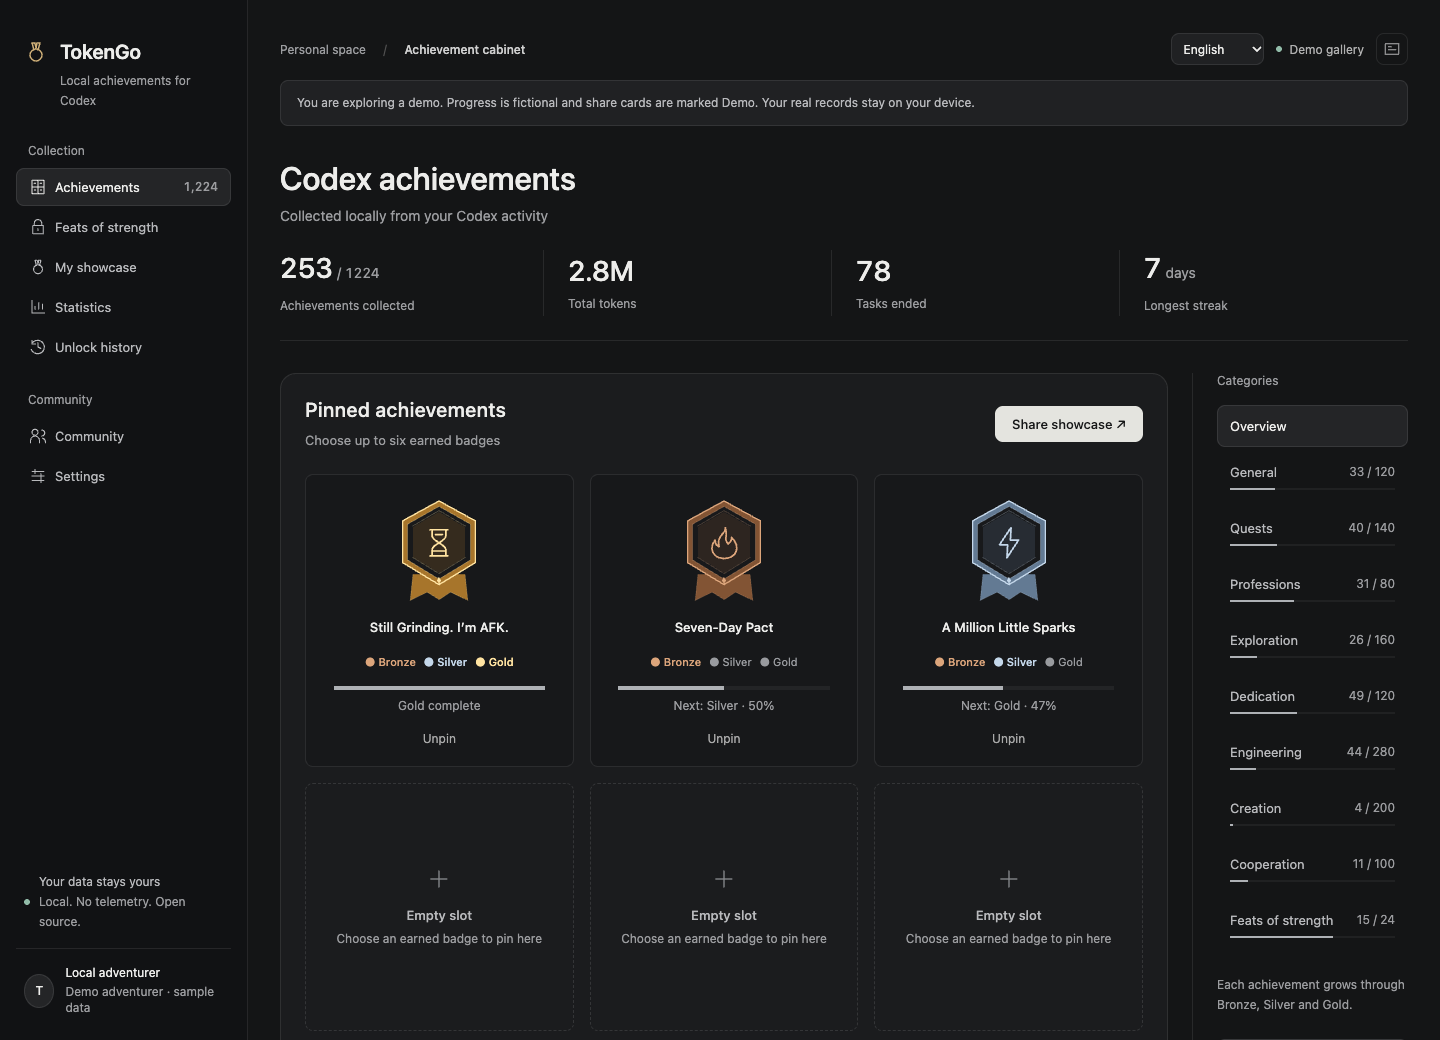 TokenGo
Local achievements for
Codex
Collection
Achievements 1,224
Feats of strength
My showcase
Statistics
Unlock history
Community
Community
Settings
Your data stays yours
Local. No telemetry. Open
source.
T
Local adventurer
Demo adventurer · sample
data
Personal space / Achievement cabinet
English
Demo gallery
You are exploring a demo. Progress is fictional and share cards are marked Demo. Your real records stay on your device.
Codex achievements
Collected locally from your Codex activity
253 / 1224
Achievements collected
2.8M
Total tokens
78
Tasks ended
7 days
Longest streak
Pinned achievements
Choose up to six earned badges
Share showcase ↗
Still Grinding. I’m AFK.
Bronze Silver Gold
Gold complete
Unpin
Seven-Day Pact
Bronze Silver Gold
Next: Silver · 50%
Unpin
A Million Little Sparks
Bronze Silver Gold
Next: Gold · 47%
Unpin
Empty slot
Choose an earned badge to pin here
Empty slot
Choose an earned badge to pin here
Empty slot
Choose an earned badge to pin here
Categories
Overview
General 33 / 120
Quests 40 / 140
Professions 31 / 80
Exploration 26 / 160
Dedication 49 / 120
Engineering 44 / 280
Creation 4 / 200
Cooperation 11 / 100
Feats of strength 15 / 24
Each achievement grows through
Bronze, Silver and Gold.